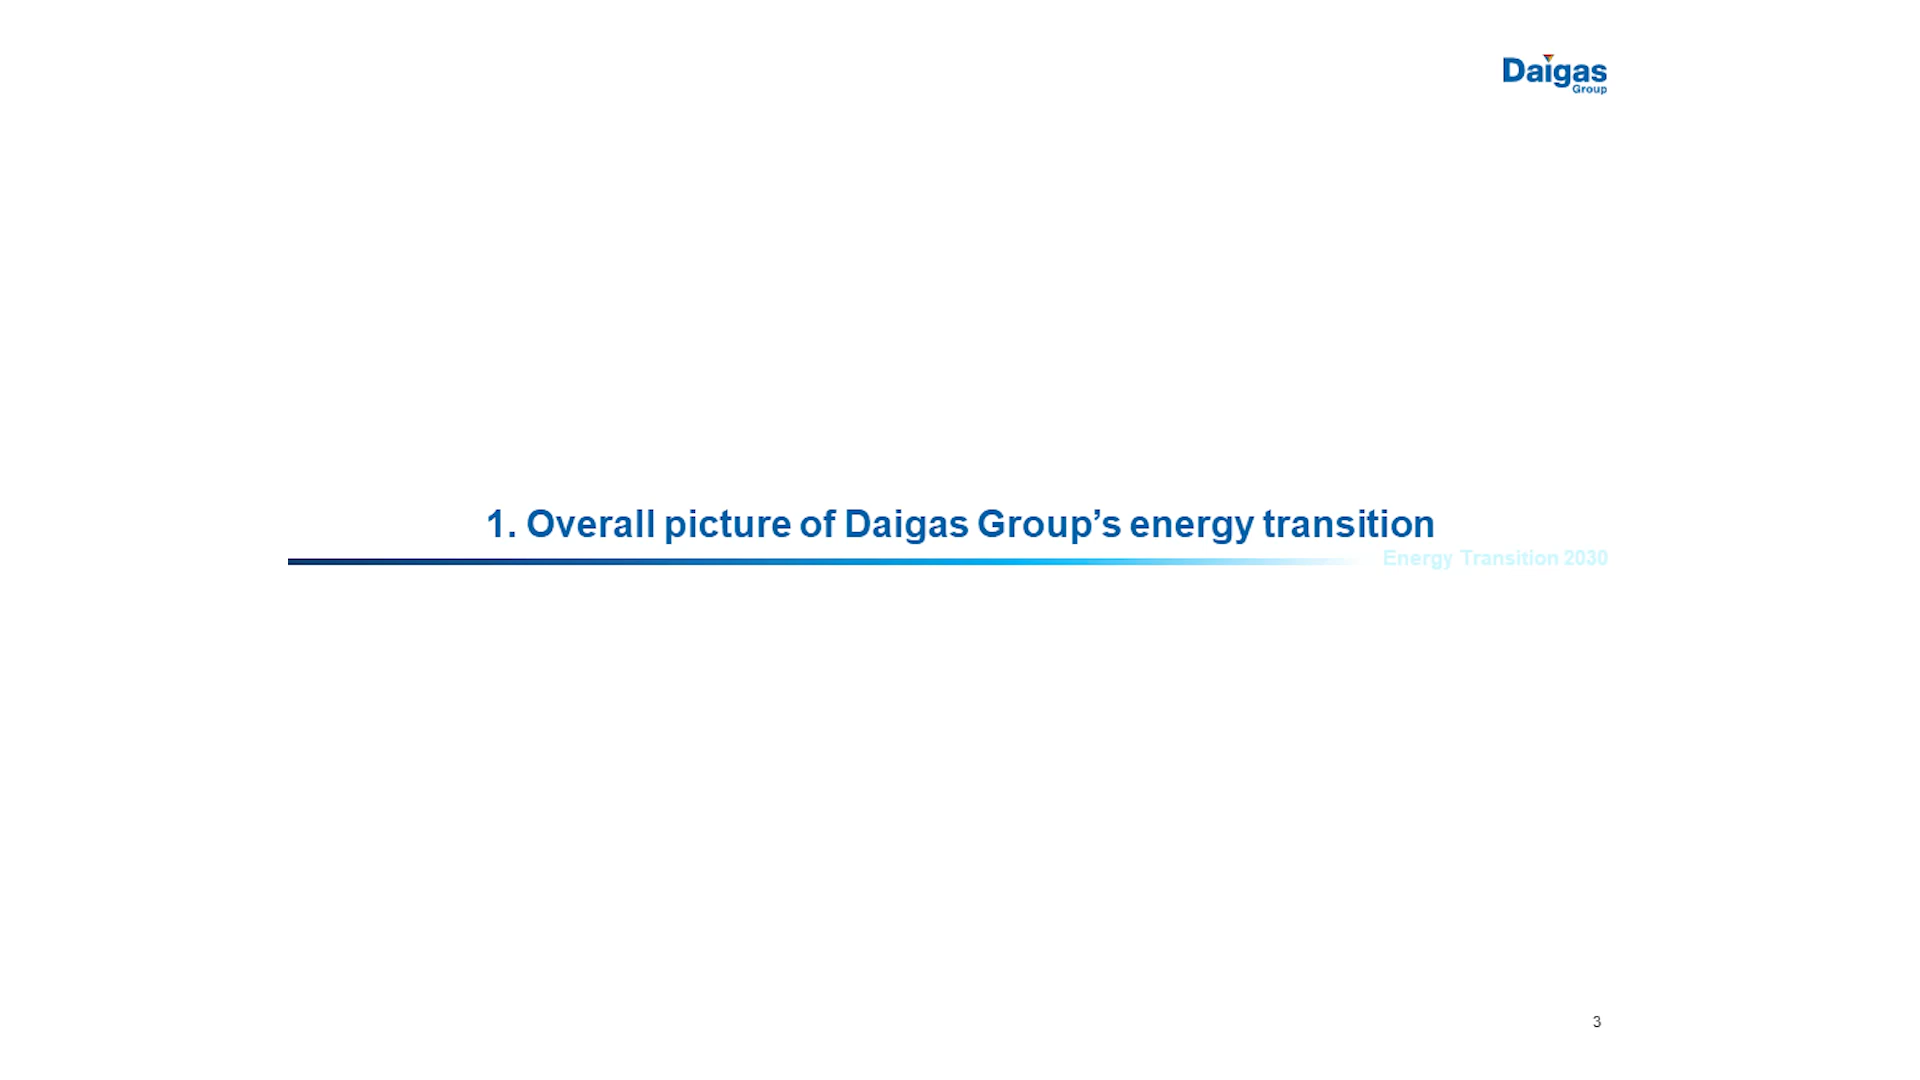 Daigas
Group
1. Overall picture of Daigas Group’s energy transition
Energy Transition 2030
3